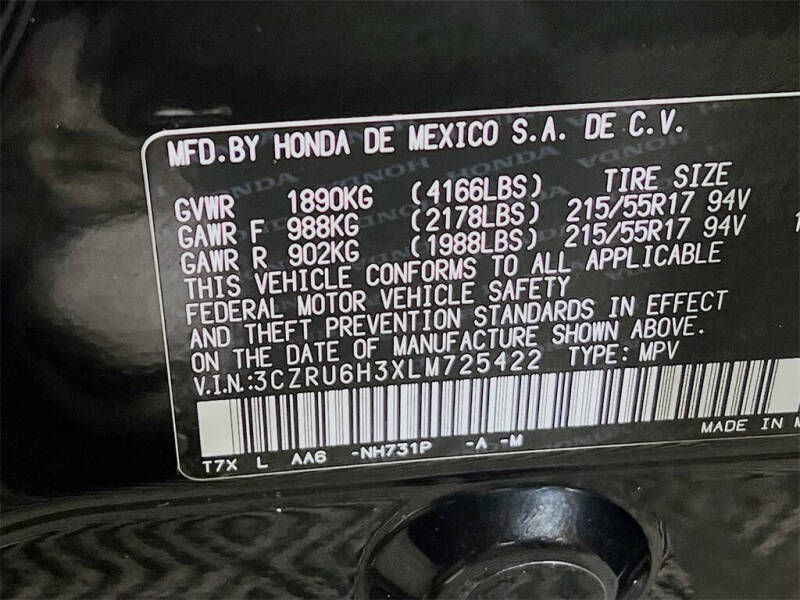 MFD.BY HONDA DE MEXICO S.A. DE C.V.
GVWR 1890KG (4166LBS) TIRE SIZE
GAWR F 988KG (2178LBS) 215/55R17 94V
GAWR R 902KG (1988LBS) 215/55R17 94V
THIS VEHICLE CONFORMS TO ALL APPLICABLE
FEDERAL MOTOR VEHICLE SAFETY
AND THEFT PREVENTION STANDARDS IN EFFECT
ON THE DATE OF MANUFACTURE SHOWN ABOVE.
V.I.N.:3CZRU6H3XLM725422 TYPE: MPV
MADE IN M
T7X L AA6 -NH731P -A -M